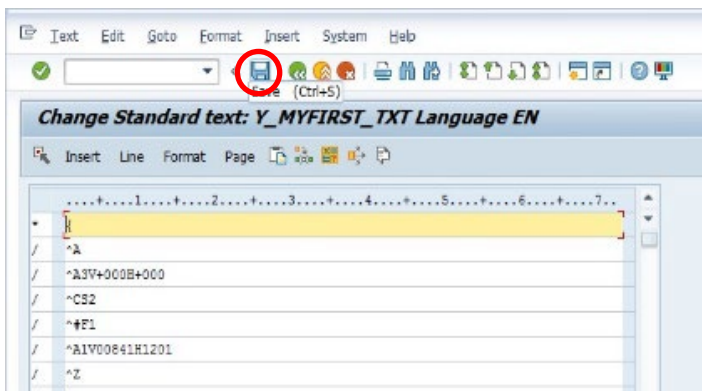 Text Edit Goto Format Insert System Help
Save (Ctrl+S)
Change Standard text: Y_MYFIRST_TXT Language EN
Insert Line Format Page
....+....1....+....2....+....3....+....4....+....5....+....6....+....7..
* {
/ ^A
/ ^A3V+000H+000
/ ^CS2
/ ^#F1
/ ^A1V00841H1201
/ ^Z